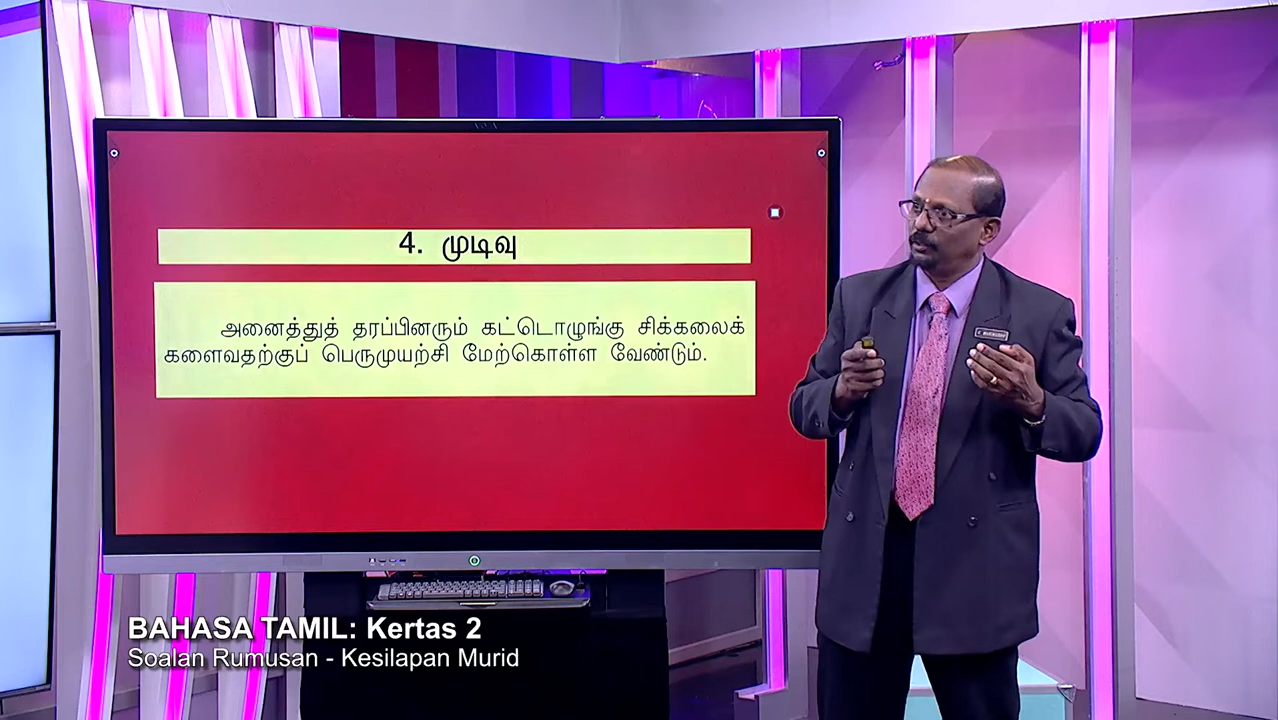 4. முடிவு
அனைத்துத் தரப்பினரும் கட்டொழுங்கு சிக்கலைக்
களைவதற்குப் பெருமுயற்சி மேற்கொள்ள வேண்டும்.
BAHASA TAMIL: Kertas 2
Soalan Rumusan - Kesilapan Murid